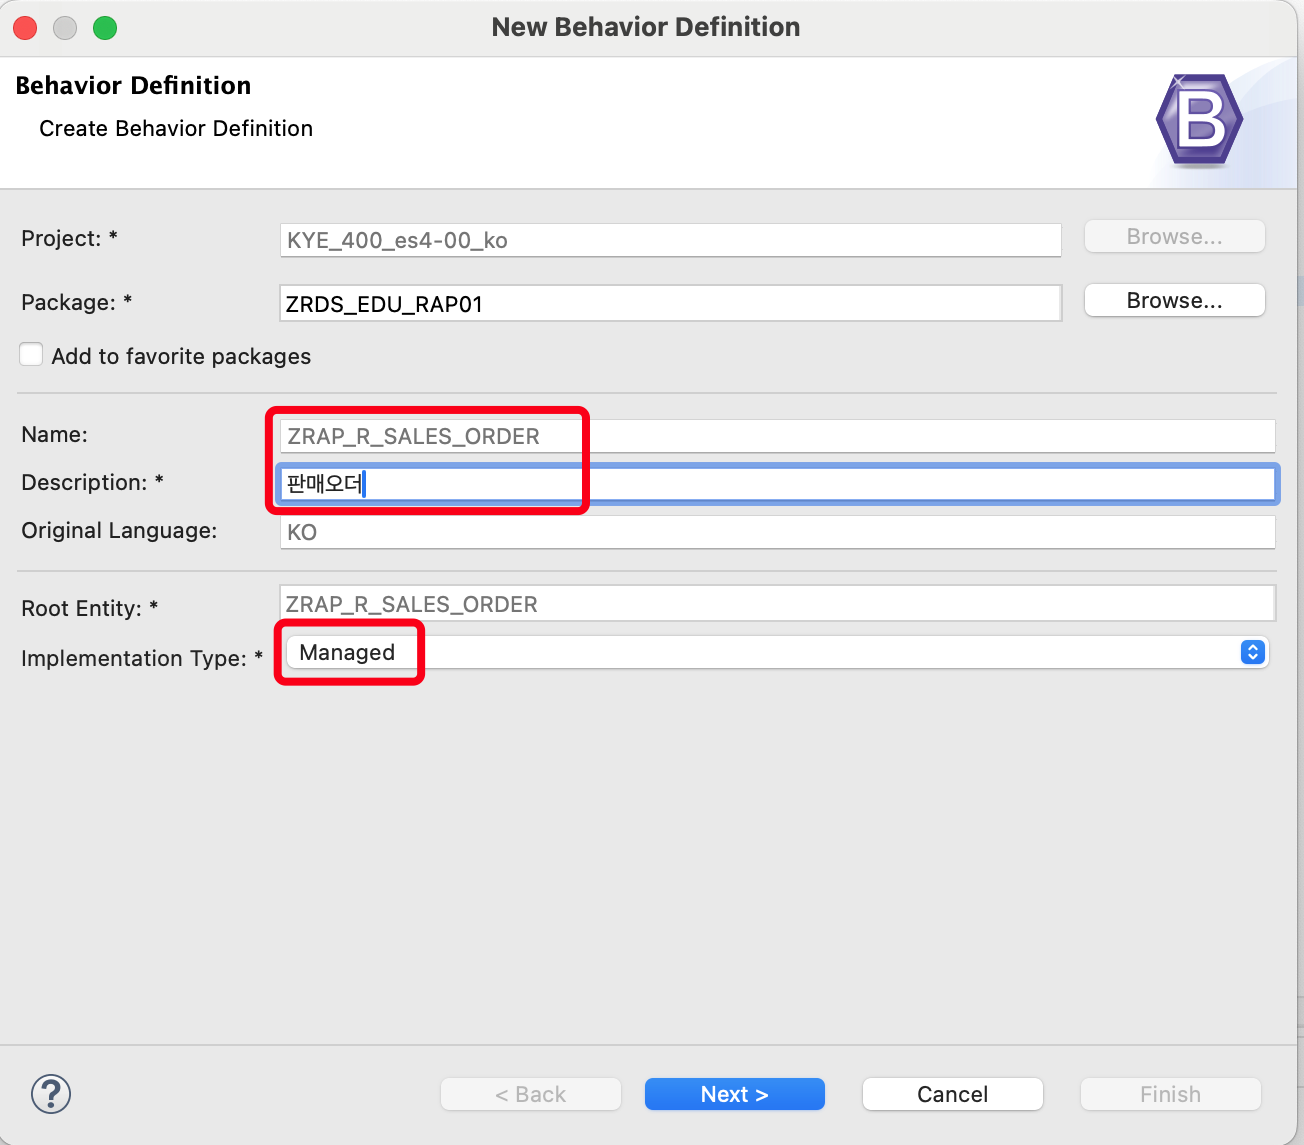 New Behavior Definition
Behavior Definition
Create Behavior Definition
B
Project: * KYE_400_es4-00_ko Browse...
Package: * ZRDS_EDU_RAP01 Browse...
Add to favorite packages
Name: ZRAP_R_SALES_ORDER
Description: * 판매오더
Original Language: KO
Root Entity: * ZRAP_R_SALES_ORDER
Implementation Type: * Managed
? < Back Next > Cancel Finish